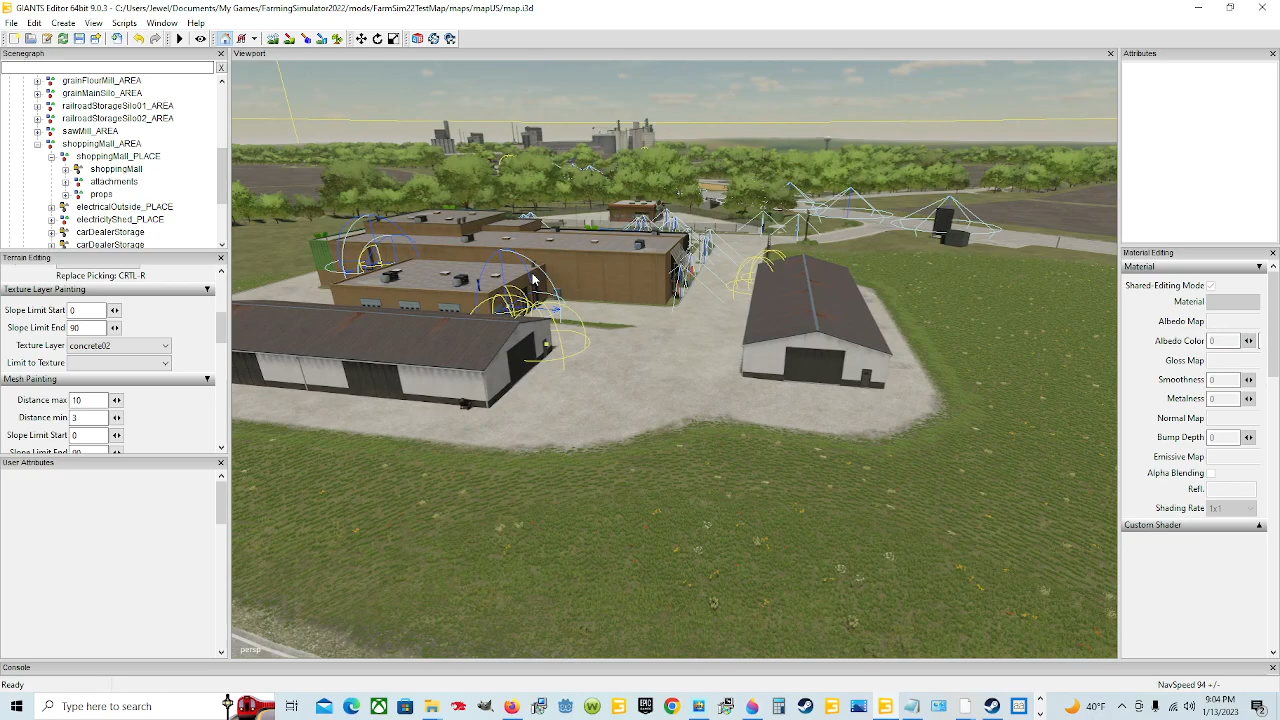 GIANTS Editor 64bit 9.0.3 - C:/Users/Jewel/Documents/My Games/FarmingSimulator2022/mods/FarmSim22TestMap/maps/mapUS/map.i3d
File Edit Create View Scripts Window Help
Scenegraph
X
grainFlourMill_AREA
grainMainSilo_AREA
railroadStorageSilo01_AREA
railroadStorageSilo02_AREA
sawMill_AREA
shoppingMall_AREA
shoppingMall_PLACE
shoppingMall
attachments
props
electricalOutside_PLACE
electricityShed_PLACE
carDealerStorage
carDealerStorage
Terrain Editing
Replace Picking: CRTL-R
Texture Layer Painting
Slope Limit Start 0
Slope Limit End 90
Texture Layer concrete02
Limit to Texture
Mesh Painting
Distance max 10
Distance min 3
Slope Limit Start 0
Slope Limit End 90
User Attributes
Viewport
persp
Attributes
Material Editing
Material
Shared-Editing Mode
Material
Albedo Map
Albedo Color 0
Gloss Map
Smoothness 0
Metalness 0
Normal Map
Bump Depth 0
Emissive Map
Alpha Blending
Refl.
Shading Rate 1x1
Custom Shader
Console
Ready
NavSpeed 94 +/-
Type here to search
40°F
9:04 PM
1/13/2023
2